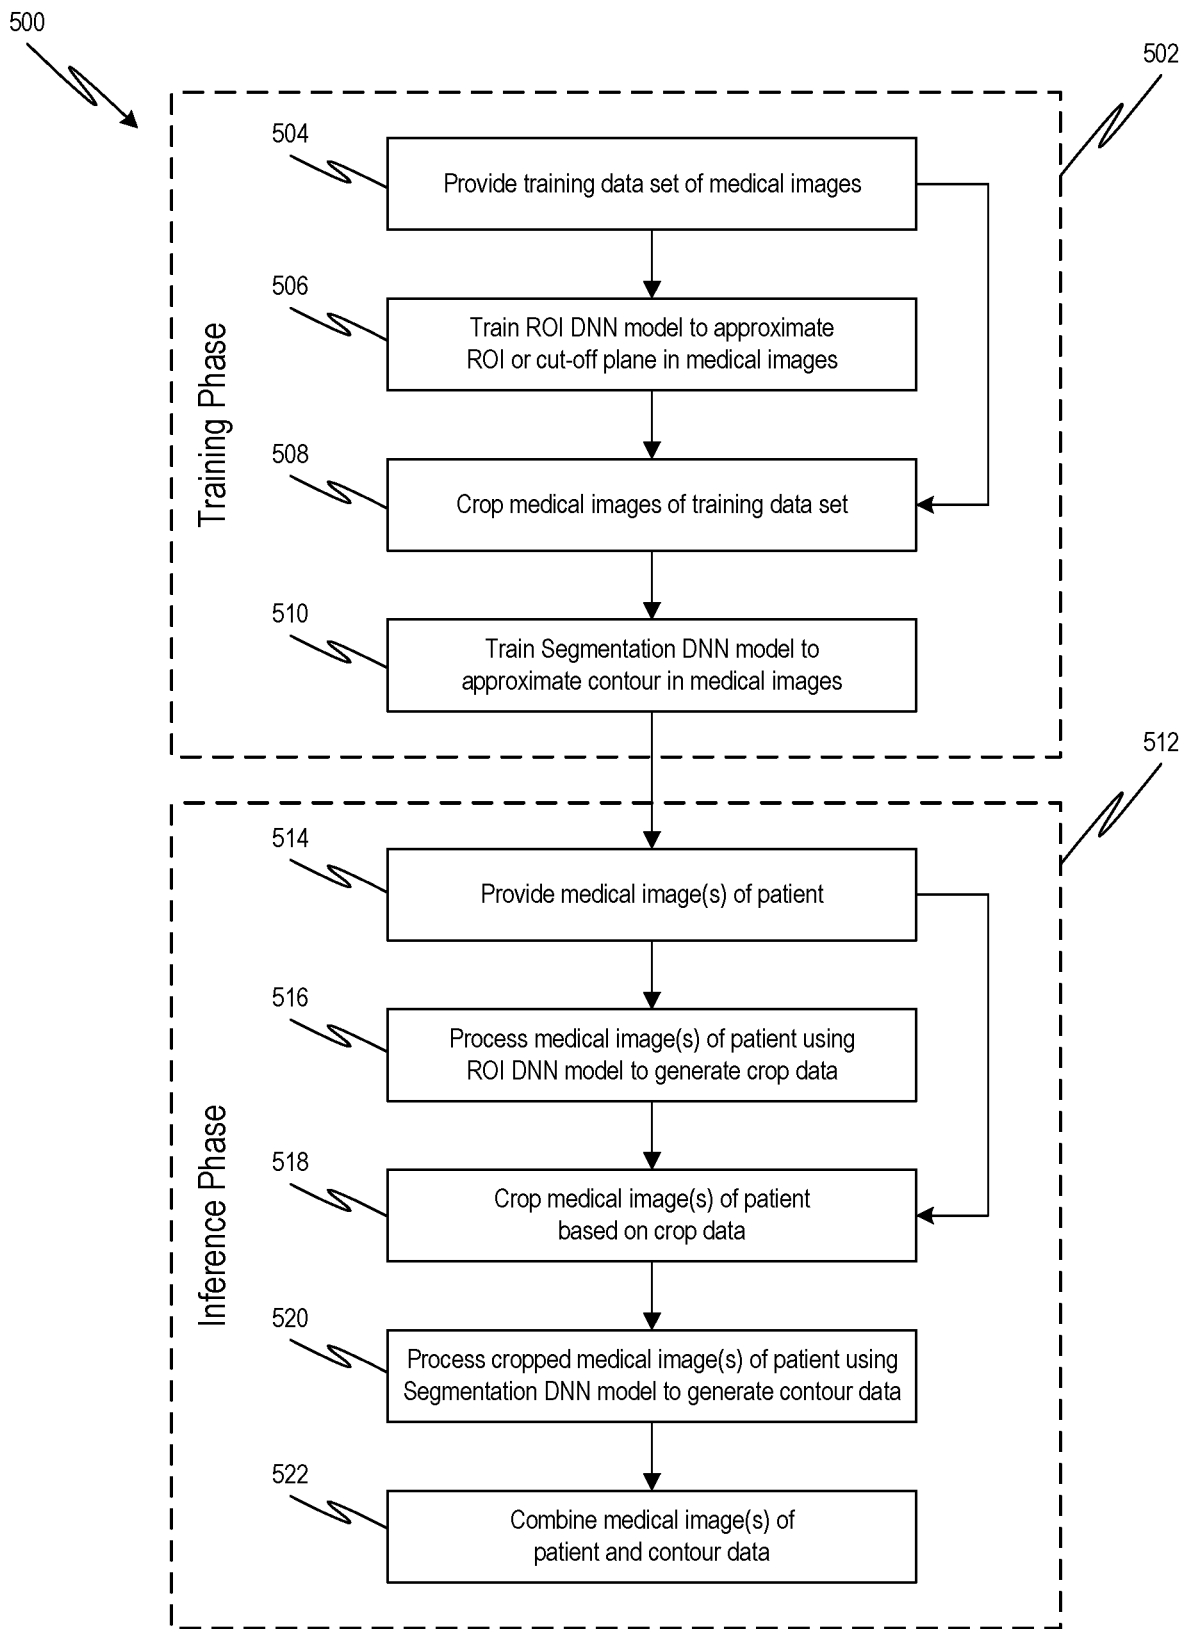 500
502
504
Provide training data set of medical images
506
Train ROI DNN model to approximate
ROI or cut-off plane in medical images
Training Phase
508
Crop medical images of training data set
510
Train Segmentation DNN model to
approximate contour in medical images
512
514
Provide medical image(s) of patient
516
Process medical image(s) of patient using
ROI DNN model to generate crop data
Inference Phase
518
Crop medical image(s) of patient
based on crop data
520
Process cropped medical image(s) of patient using
Segmentation DNN model to generate contour data
522
Combine medical image(s) of
patient and contour data